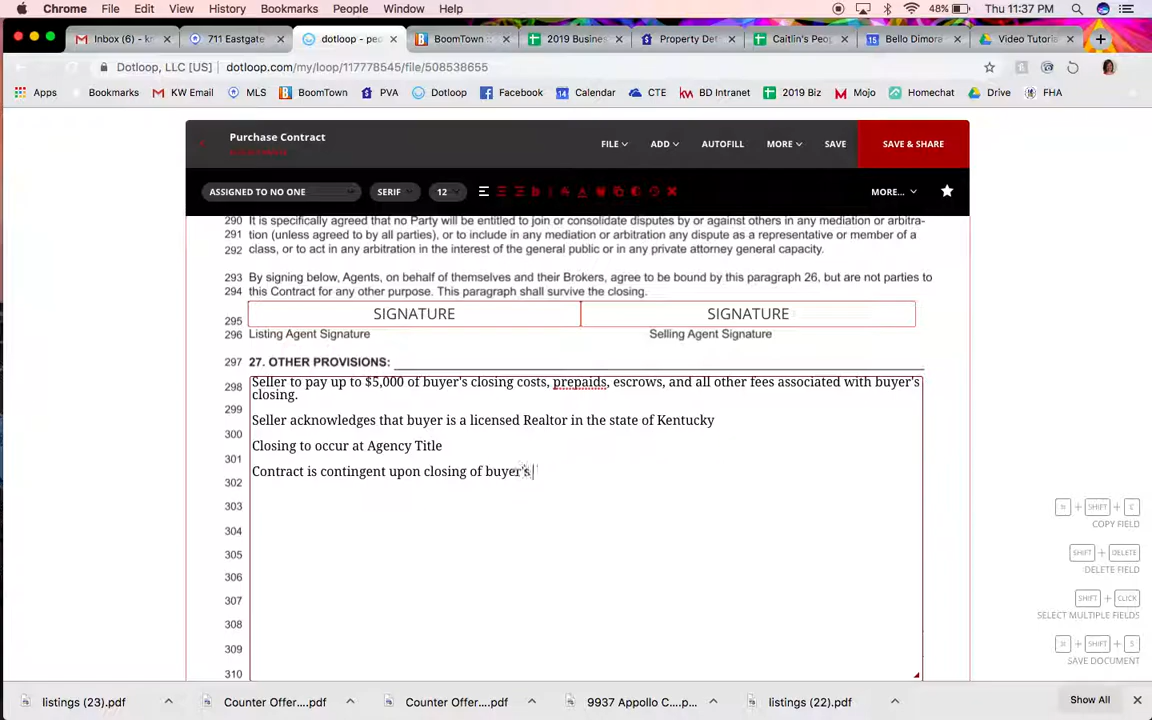 Chrome File Edit View History Bookmarks People Window Help 48% Thu 11:37 PM
Inbox (6) - kr 711 Eastgate dotloop - peo BoomTown 2019 Busines Property Det Caitlin's Peop Bello Dimora Video Tutoria
Dotloop, LLC [US] dotloop.com/my/loop/117778545/file/508538655
Apps Bookmarks KW Email MLS BoomTown PVA Dotloop Facebook Calendar CTE BD Intranet 2019 Biz Mojo Homechat Drive FHA
Purchase Contract
FILE ADD AUTOFILL MORE SAVE SAVE & SHARE
ASSIGNED TO NO ONE SERIF 12 MORE...
290 It is specifically agreed that no Party will be entitled to join or consolidate disputes by or against others in any mediation or arbitra-
291 tion (unless agreed to by all parties), or to include in any mediation or arbitration any dispute as a representative or member of a
292 class, or to act in any arbitration in the interest of the general public or in any private attorney general capacity.
293 By signing below, Agents, on behalf of themselves and their Brokers, agree to be bound by this paragraph 26, but are not parties to
294 this Contract for any other purpose. This paragraph shall survive the closing.
295 SIGNATURE SIGNATURE
296 Listing Agent Signature Selling Agent Signature
297 27. OTHER PROVISIONS:
298 Seller to pay up to $5,000 of buyer's closing costs, prepaids, escrows, and all other fees associated with buyer's
closing.
299
Seller acknowledges that buyer is a licensed Realtor in the state of Kentucky
300
Closing to occur at Agency Title
301
Contract is contingent upon closing of buyer's
302
303
304
305
306
307
308
309
310
N + SHIFT + C
COPY FIELD
SHIFT + DELETE
DELETE FIELD
SHIFT + CLICK
SELECT MULTIPLE FIELDS
+ SHIFT + S
SAVE DOCUMENT
listings (23).pdf Counter Offer....pdf Counter Offer....pdf 9937 Appollo C....p... listings (22).pdf Show All